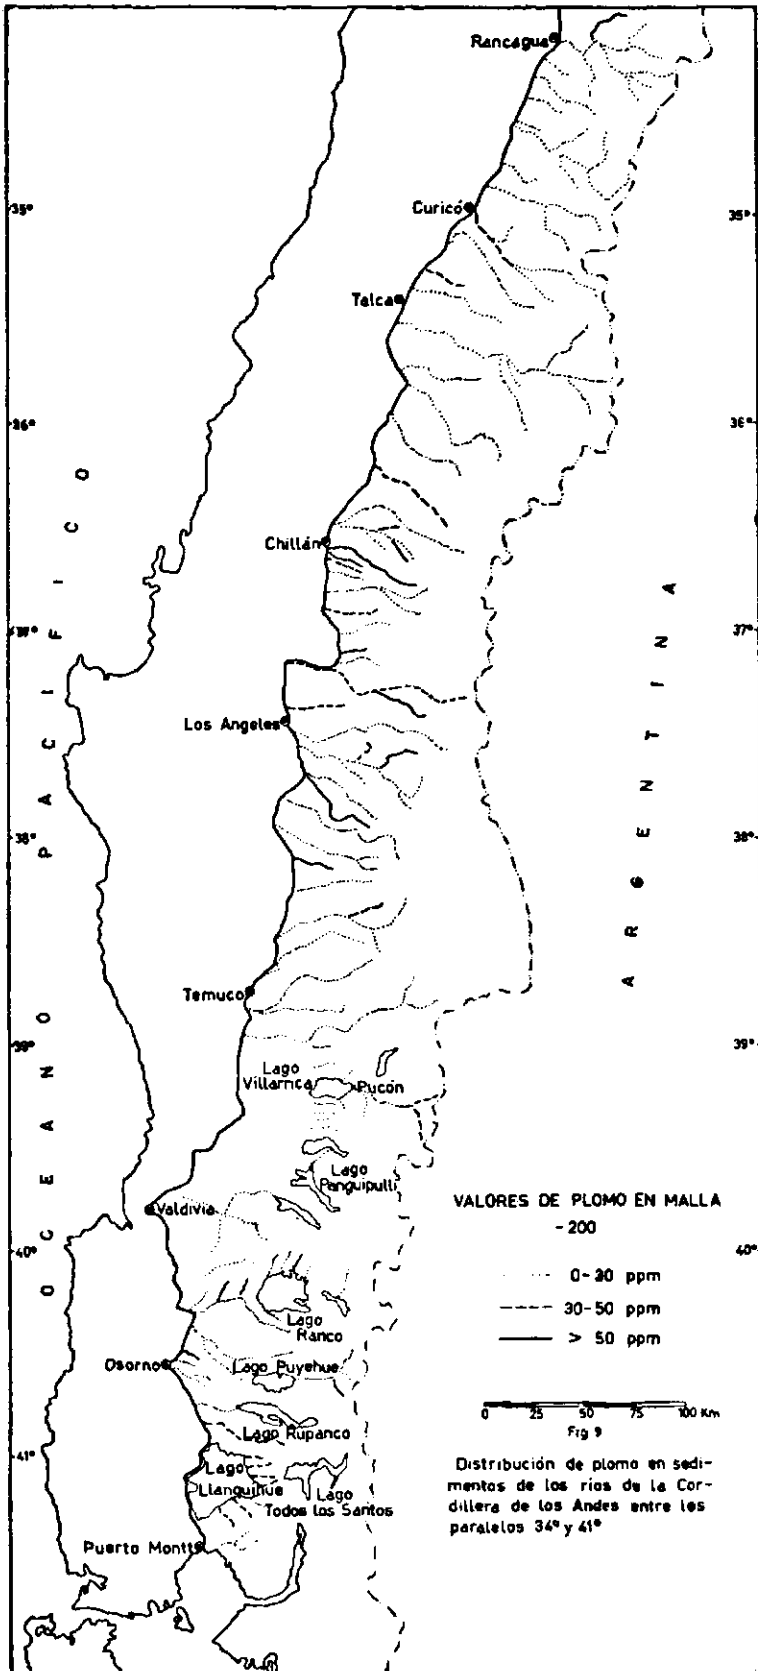 Rancagua
Curicó
35°
35°
Talca
36°
36°
Chillán
37°
37°
Los Angeles
38°
38°
Temuco
39°
39°
Lago
Villarrica
Pucón
Lago
Panguipulli
Valdivia
40°
40°
Lago
Ranco
Osorno
Lago Puyehue
Lago Rupanco
41°
Lago
Llanquihue
Lago
Todos los Santos
Puerto Montt
OCEANO PACIFICO
ARGENTINA
VALORES DE PLOMO EN MALLA
-200
0-30 ppm
30-50 ppm
> 50 ppm
0 25 50 75 100 Km
Fig 9
Distribución de plomo en sedi-
mentos de los rios de la Cor-
dillera de los Andes entre los
paralelos 34° y 41°